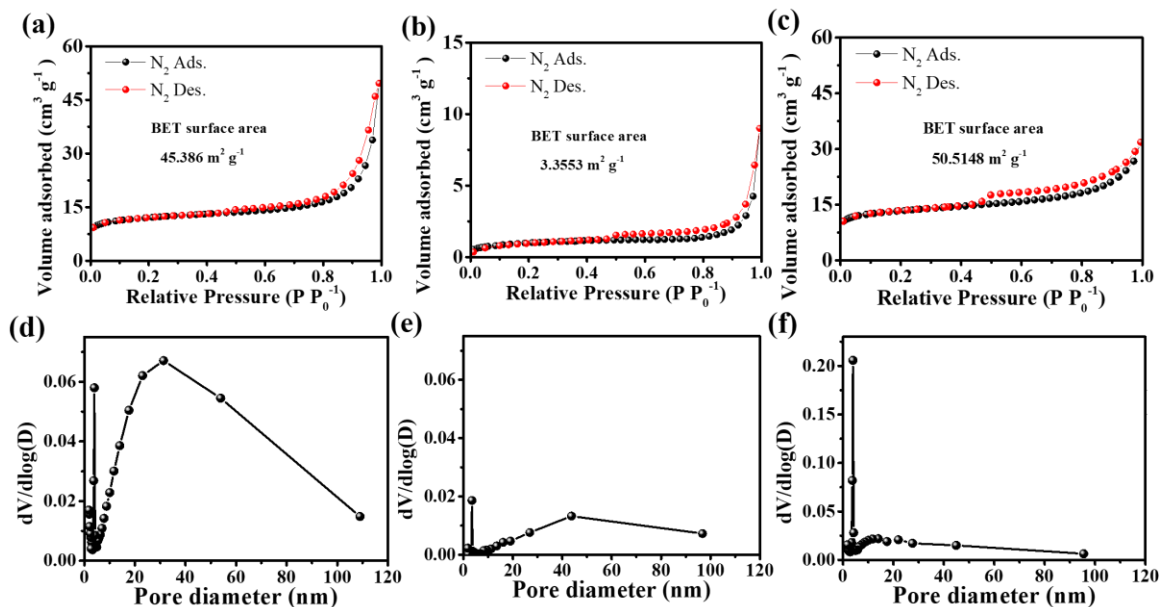 (a)
60
45
30
15
0
0.0 0.2 0.4 0.6 0.8 1.0
Volume adsorbed (cm³ g⁻¹)
Relative Pressure (P P₀⁻¹)
N₂ Ads.
N₂ Des.
BET surface area
45.386 m² g⁻¹
(b)
15
10
5
0
0.0 0.2 0.4 0.6 0.8 1.0
Volume adsorbed (cm³ g⁻¹)
Relative Pressure (P P₀⁻¹)
N₂ Ads.
N₂ Des.
BET surface area
3.3553 m² g⁻¹
(c)
60
45
30
15
0
0.0 0.2 0.4 0.6 0.8 1.0
Volume adsorbed (cm³ g⁻¹)
Relative Pressure (P P₀⁻¹)
N₂ Ads.
N₂ Des.
BET surface area
50.5148 m² g⁻¹
(d)
0.06
0.04
0.02
0.00
0 20 40 60 80 100 120
dV/dlog(D)
Pore diameter (nm)
(e)
0.06
0.04
0.02
0.00
0 20 40 60 80 100 120
dV/dlog(D)
Pore diameter (nm)
(f)
0.20
0.15
0.10
0.05
0.00
0 20 40 60 80 100 120
dV/dlog(D)
Pore diameter (nm)